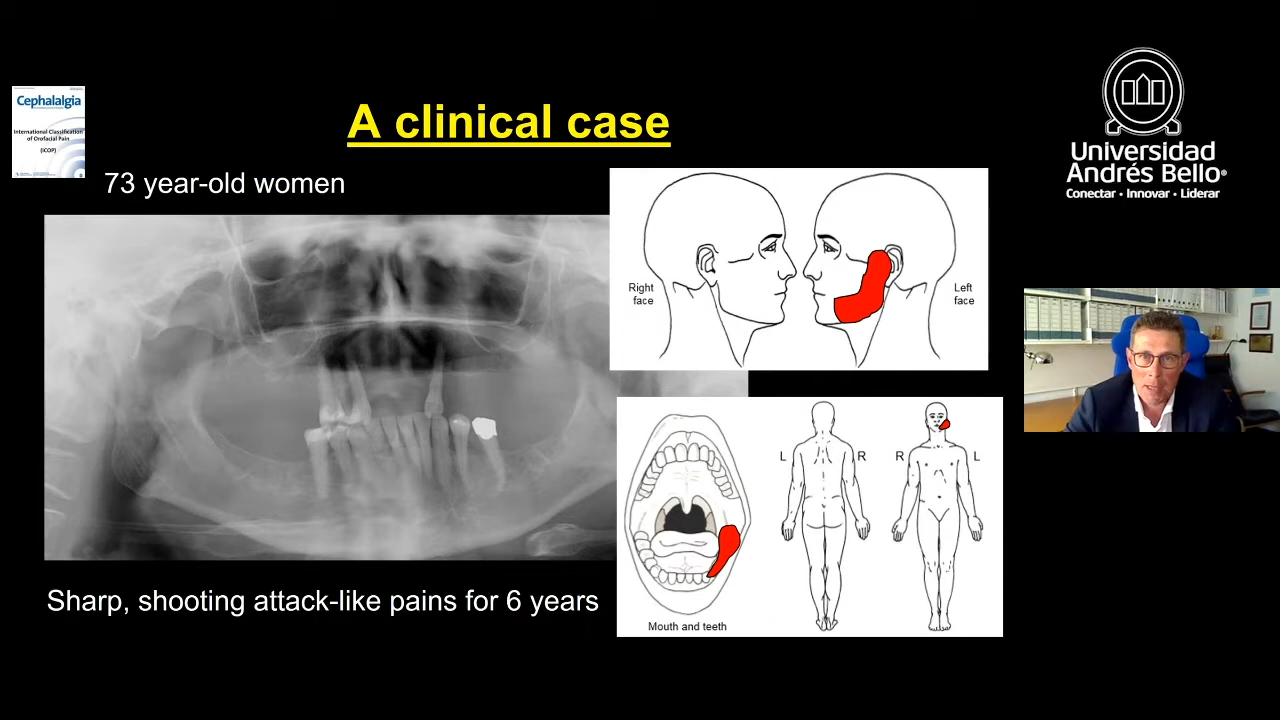 Cephalalgia
International Classification
of Orofacial Pain
(ICOP)
A clinical case
73 year-old women
Right
face
Left
face
L
R
R
L
Mouth and teeth
Sharp, shooting attack-like pains for 6 years
Universidad
Andrés Bello®
Conectar • Innovar • Liderar